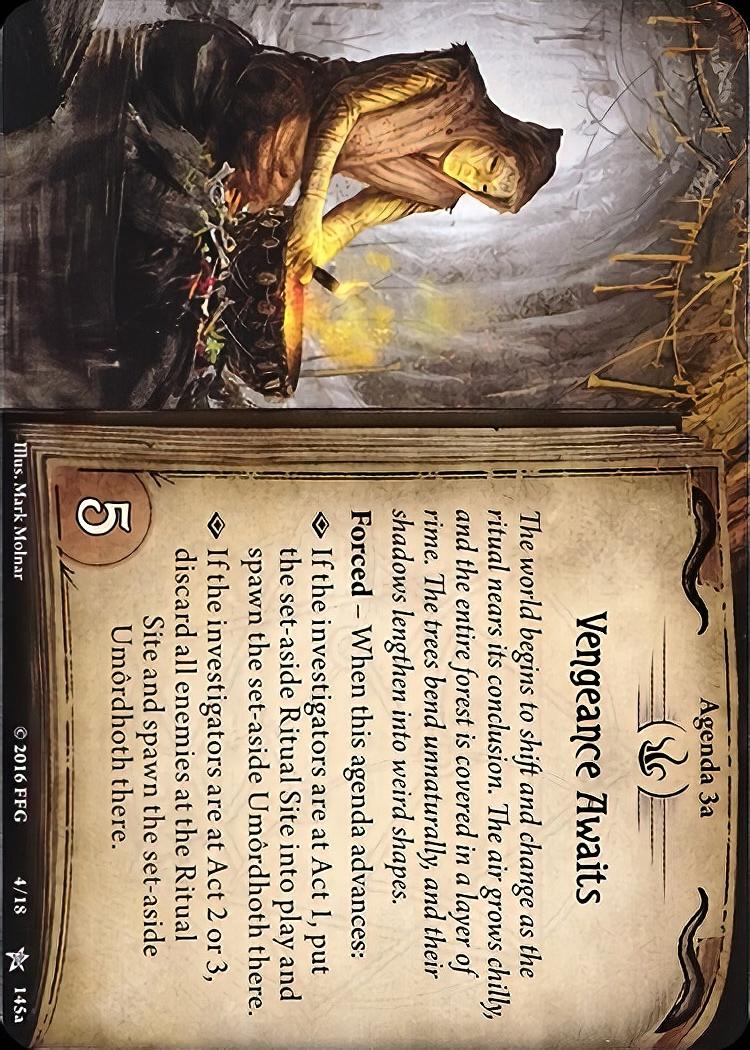 Agenda 3a
Vengeance Awaits
The world begins to shift and change as the
ritual nears its conclusion. The air grows chilly,
and the entire forest is covered in a layer of
rime. The trees bend unnaturally, and their
shadows lengthen into weird shapes.
Forced – When this agenda advances:
If the investigators are at Act 1, put
the set-aside Ritual Site into play and
spawn the set-aside Umôrdhoth there.
If the investigators are at Act 2 or 3,
discard all enemies at the Ritual
Site and spawn the set-aside
Umôrdhoth there.
5
Illus. Mark Molnar
© 2016 FFG
4/18
145a